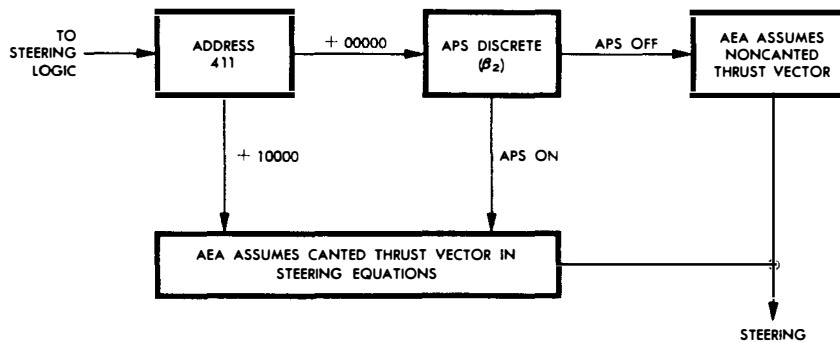 TO
STEERING
LOGIC
ADDRESS
411
+ 00000
APS DISCRETE
(β₂)
APS OFF
AEA ASSUMES
NONCANTED
THRUST VECTOR
+ 10000
APS ON
AEA ASSUMES CANTED THRUST VECTOR IN
STEERING EQUATIONS
STEERING